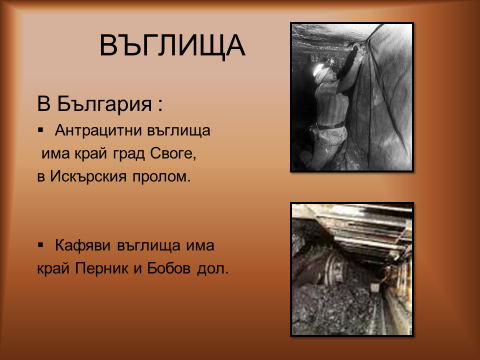 ВЪГЛИЩА
В България :
▪ Антрацитни въглища
има край град Своге,
в Искърския пролом.
▪ Кафяви въглища има
край Перник и Бобов дол.